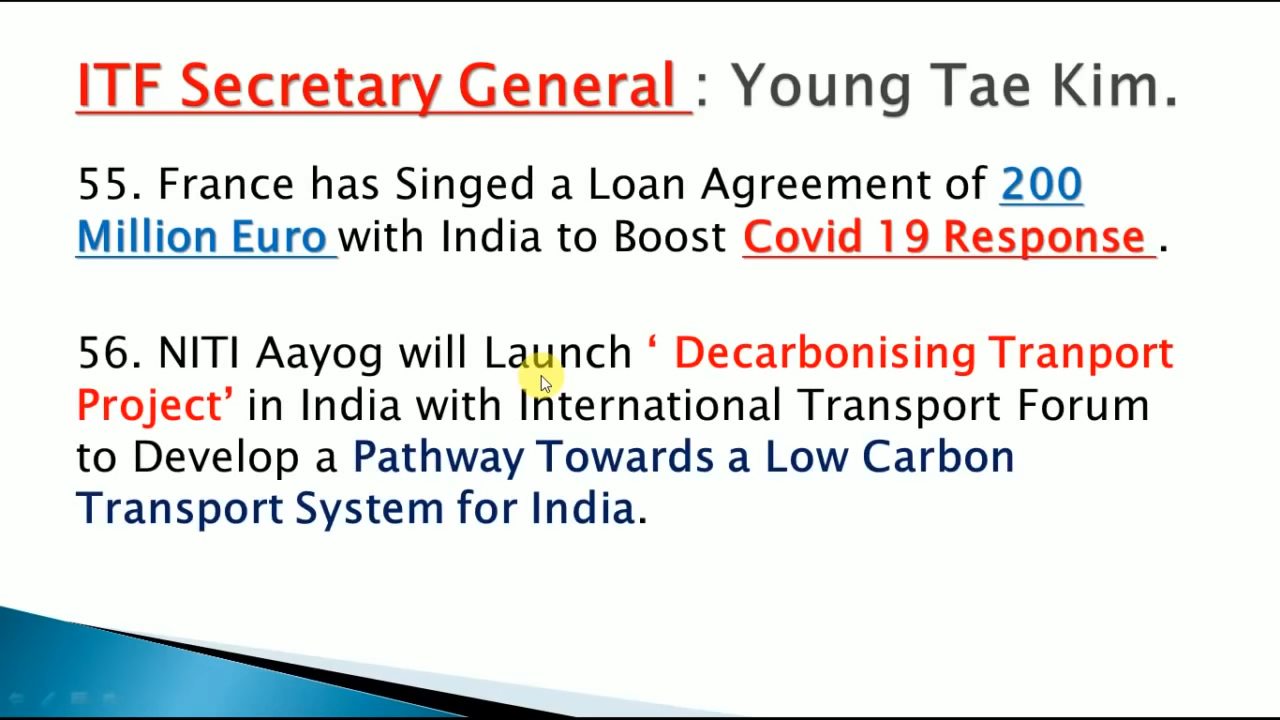 ITF Secretary General : Young Tae Kim.
55. France has Singed a Loan Agreement of 200
Million Euro with India to Boost Covid 19 Response .
56. NITI Aayog will Launch ‘ Decarbonising Tranport
Project’ in India with International Transport Forum
to Develop a Pathway Towards a Low Carbon
Transport System for India.